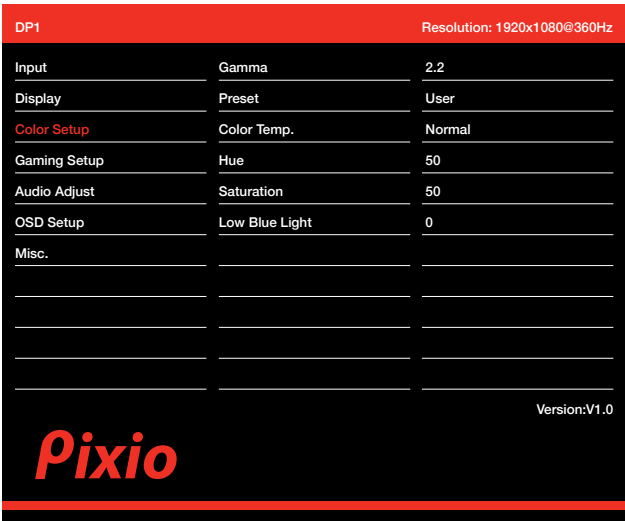 DP1 Resolution: 1920x1080@360Hz
Input Gamma 2.2
Display Preset User
Color Setup Color Temp. Normal
Gaming Setup Hue 50
Audio Adjust Saturation 50
OSD Setup Low Blue Light 0
Misc.
Version:V1.0
Pixio